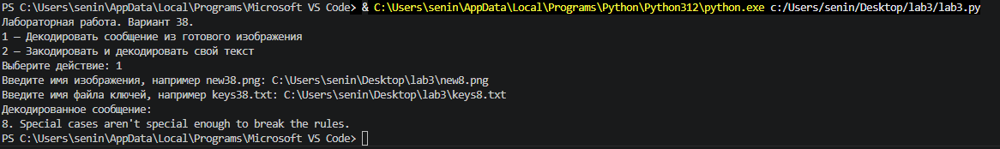 PS C:\Users\senin\AppData\Local\Programs\Microsoft VS Code> & C:\Users\senin\AppData\Local\Programs\Python\Python312\python.exe c:/Users/senin/Desktop/lab3/lab3.py
Лабораторная работа. Вариант 38.
1 — Декодировать сообщение из готового изображения
2 — Закодировать и декодировать свой текст
Выберите действие: 1
Введите имя изображения, например new38.png: C:\Users\senin\Desktop\lab3\new8.png
Введите имя файла ключей, например keys38.txt: C:\Users\senin\Desktop\lab3\keys8.txt
Декодированное сообщение:
8. Special cases aren't special enough to break the rules.
PS C:\Users\senin\AppData\Local\Programs\Microsoft VS Code>